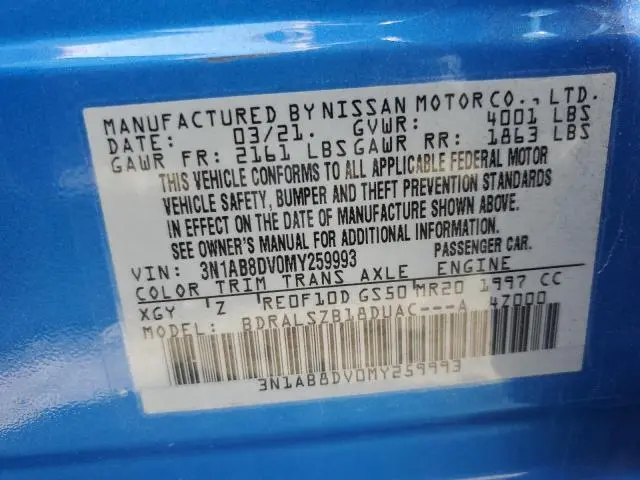 MANUFACTURED BY NISSAN MOTOR CO., LTD.
DATE: 03/21. GVWR: 4001 LBS
GAWR FR: 2161 LBS GAWR RR: 1863 LBS
THIS VEHICLE CONFORMS TO ALL APPLICABLE FEDERAL MOTOR
VEHICLE SAFETY, BUMPER AND THEFT PREVENTION STANDARDS
IN EFFECT ON THE DATE OF MANUFACTURE SHOWN ABOVE.
SEE OWNER'S MANUAL FOR ADDITIONAL INFORMATION.
VIN: 3N1AB8DV0MY259993 PASSENGER CAR.
COLOR TRIM TRANS AXLE ENGINE
XGY Z RE0F10D GS50 MR20 1997 CC
MODEL: BDRALSZB18DUAC---A 4Z000
3N1AB8DV0MY259993